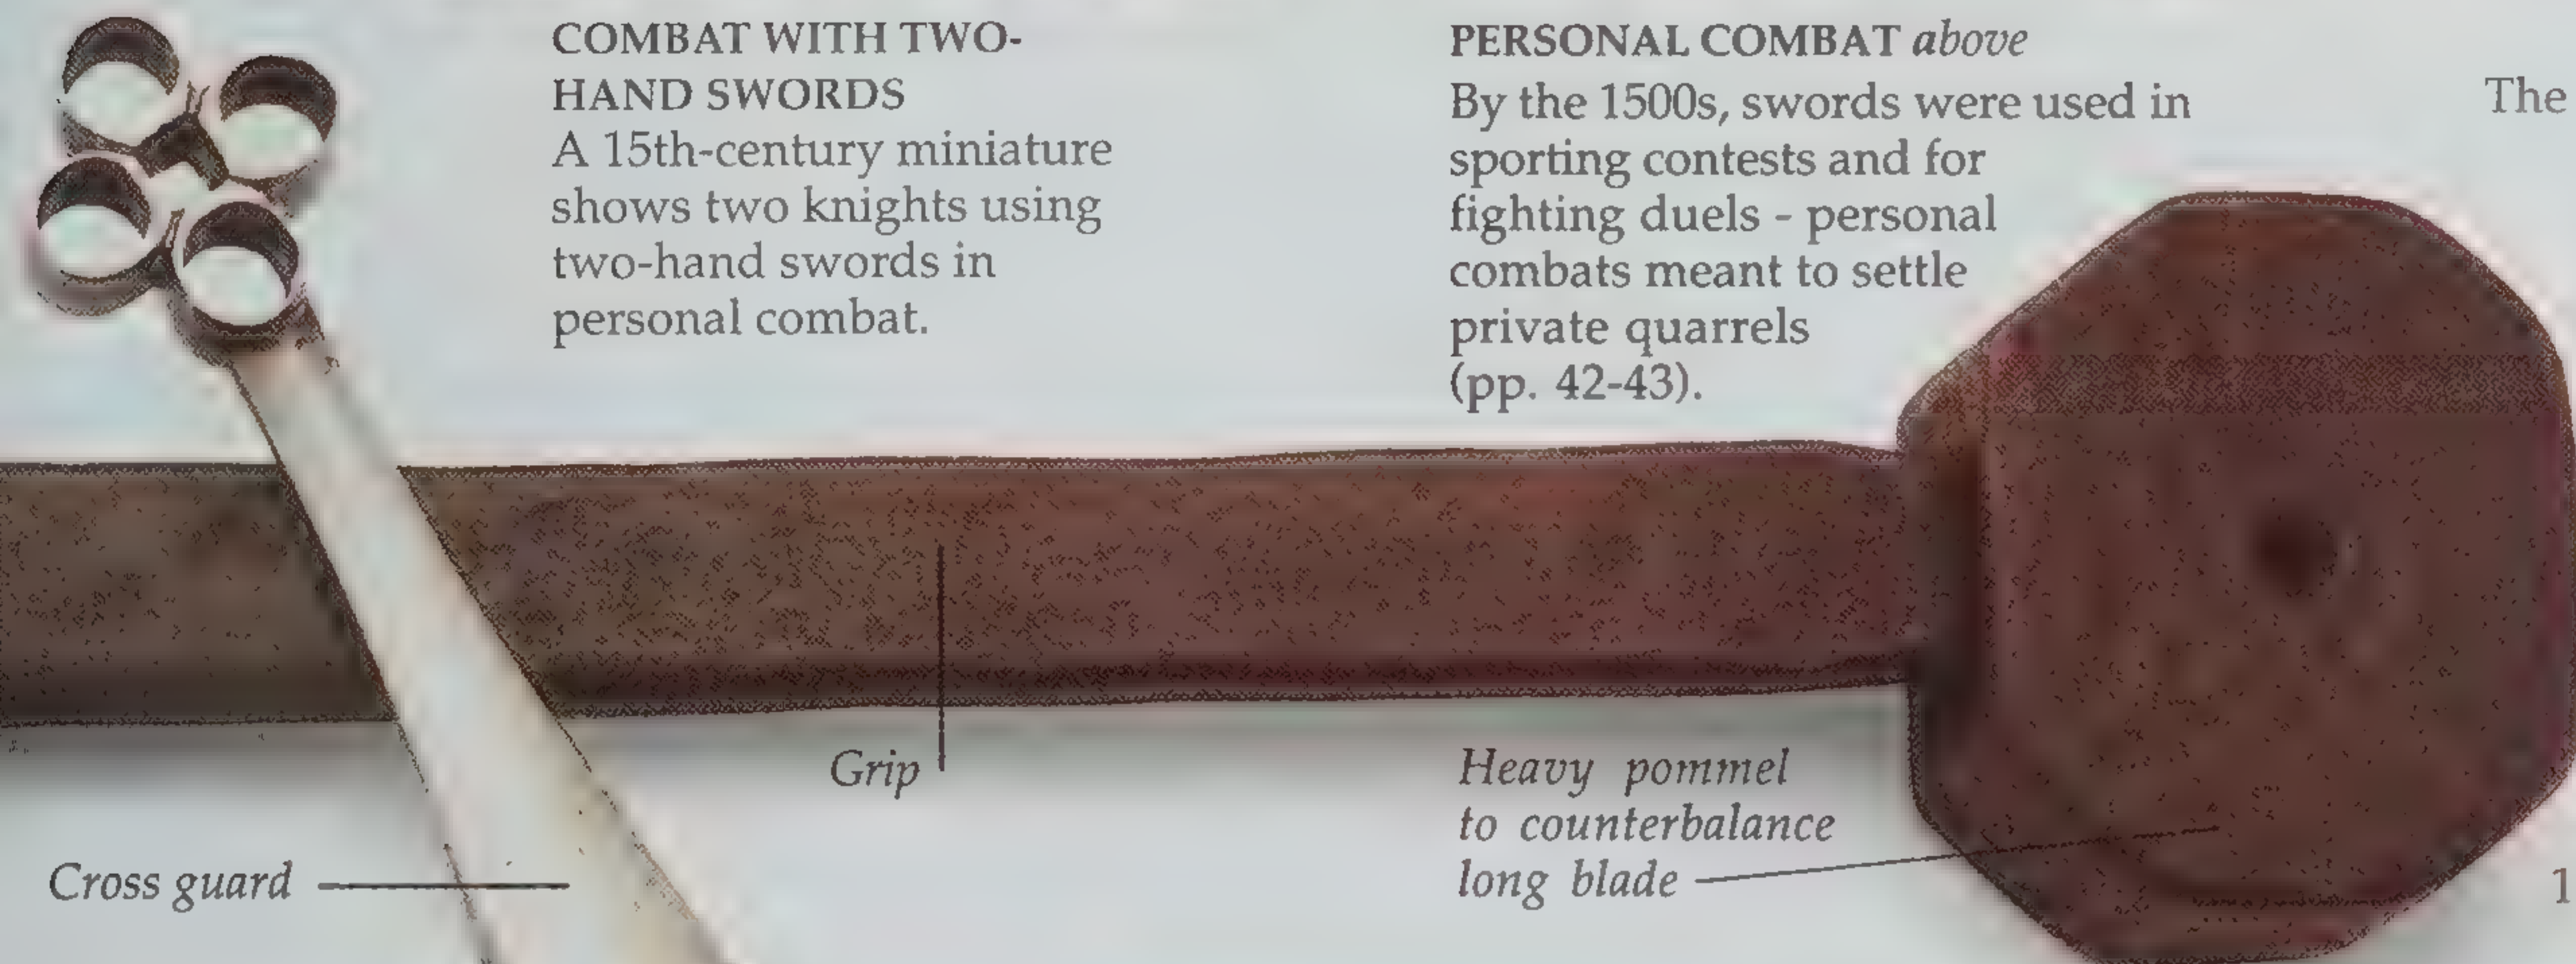 COMBAT WITH TWO-
HAND SWORDS
A 15th-century miniature
shows two knights using
two-hand swords in
personal combat.
PERSONAL COMBAT above
By the 1500s, swords were used in
sporting contests and for
fighting duels - personal
combats meant to settle
private quarrels
(pp. 42-43).
The
Grip
Heavy pommel
to counterbalance
long blade
Cross guard
1